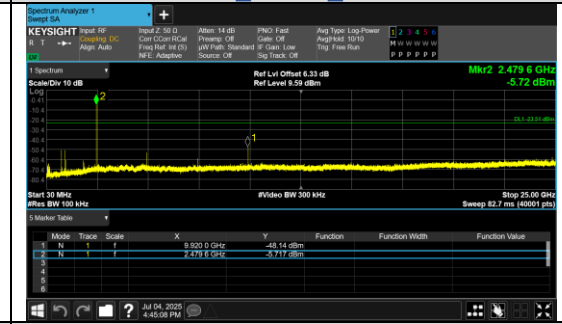 Spectrum Analyzer 1
Swept SA
KEYSIGHT Input: RF Input Z: 50 Ω Atten: 14 dB PNO: Fast Avg Type: Log-Power 1 2 3 4 5 6
R T Coupling: DC Corr CCorr RCal Preamp: Off Gate: Off Avg|Hold: 10/10 M W W W W W
Align: Auto Freq Ref: Int (S) µW Path: Standard IF Gain: Low Trig: Free Run P P P P P P
NFE: Adaptive Source: Off Sig Track: Off
1 Spectrum Ref Lvl Offset 6.33 dB Mkr2 2.479 6 GHz
Scale/Div 10 dB Ref Level 9.59 dBm -5.72 dBm
Log
-0.41
-10.4
-20.4
-30.4
-40.4
-50.4
-60.4
-70.4
-80.4
2
1
DL1 -23.51 dBm
Start 30 MHz #Video BW 300 kHz Stop 25.00 GHz
#Res BW 100 kHz Sweep 82.7 ms (40001 pts)
5 Marker Table
Mode Trace Scale X Y Function Function Width Function Value
1 N 1 f 9.920 0 GHz -48.14 dBm
2 N 1 f 2.479 6 GHz -5.717 dBm
3
4
5
6
? Jul 04, 2025
4:45:08 PM